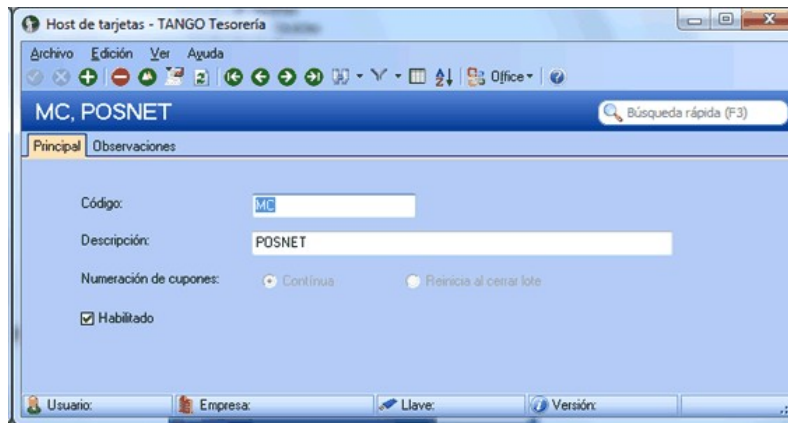 Host de tarjetas - TANGO Tesorería
Archivo Edición Ver Ayuda
Office
MC, POSNET
Búsqueda rápida (F3)
Principal Observaciones
Código: MC
Descripción: POSNET
Numeración de cupones: Contínua Reinicia al cerrar lote
Habilitado
Usuario: Empresa: Llave: Versión: